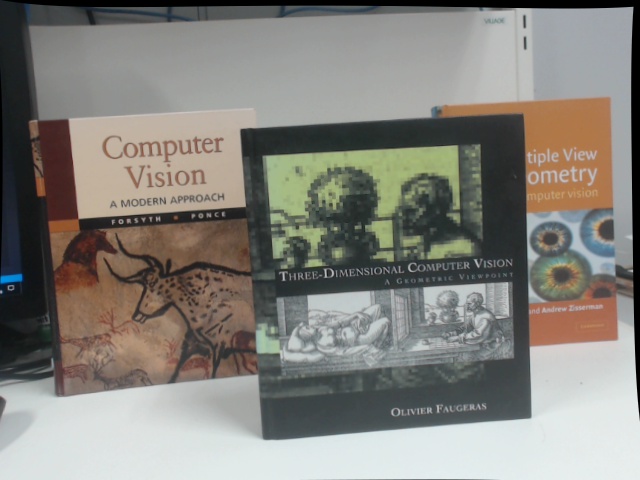 Computer
Vision
A MODERN APPROACH
FORSYTH PONCE
THREE-DIMENSIONAL COMPUTER VISION
A GEOMETRIC VIEWPOINT
OLIVIER FAUGERAS
tiple View
ometry
mputer vision
and Andrew Zisserman